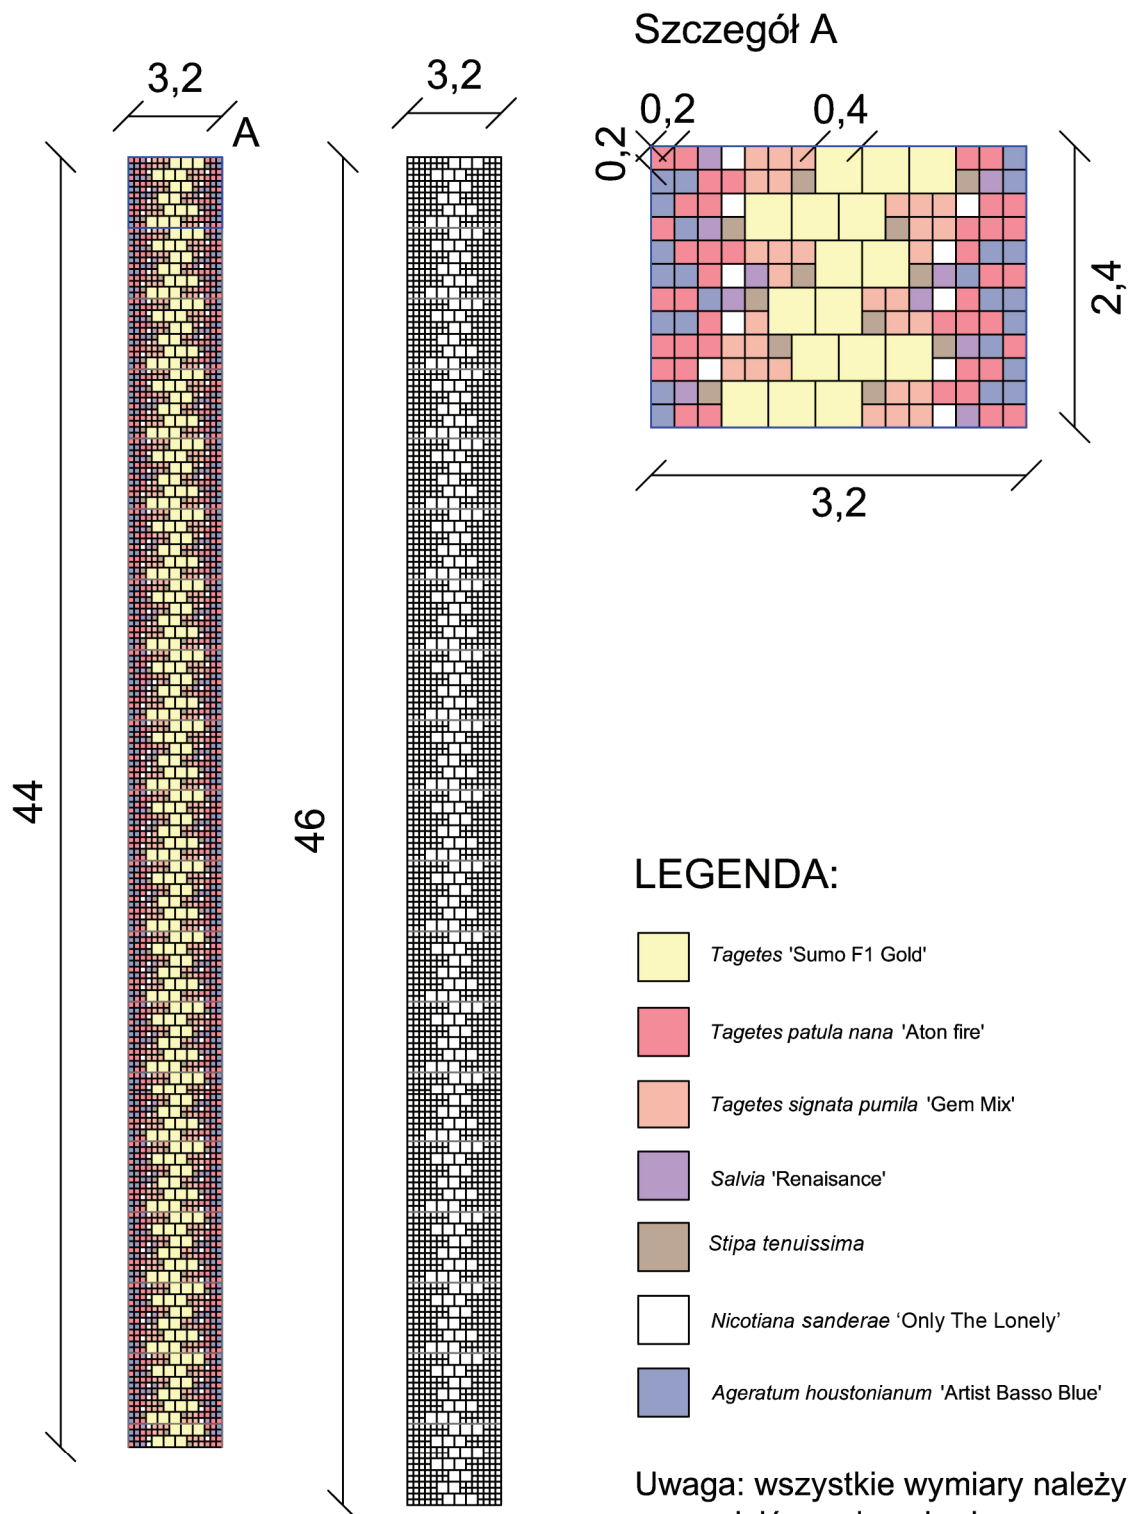 Szczegół A
3,2
3,2
A
0,2
0,4
0,2
2,4
3,2
44
46
LEGENDA:
Tagetes 'Sumo F1 Gold'
Tagetes patula nana 'Aton fire'
Tagetes signata pumila 'Gem Mix'
Salvia 'Renaisance'
Stipa tenuissima
Nicotiana sanderae ‘Only The Lonely’
Ageratum houstonianum 'Artist Basso Blue'
Uwaga: wszystkie wymiary należy